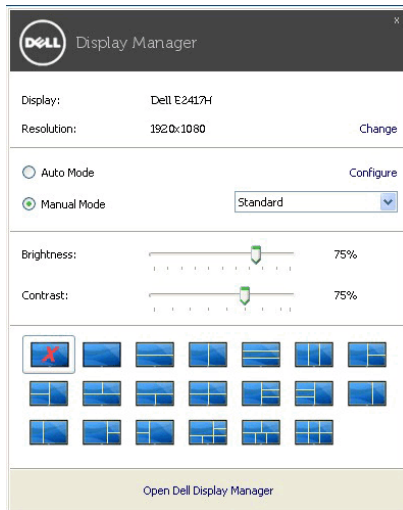 x
DELL Display Manager
Display: Dell E2417H
Resolution: 1920x1080 Change
Auto Mode Configure
Manual Mode Standard
Brightness: 75%
Contrast: 75%
Open Dell Display Manager